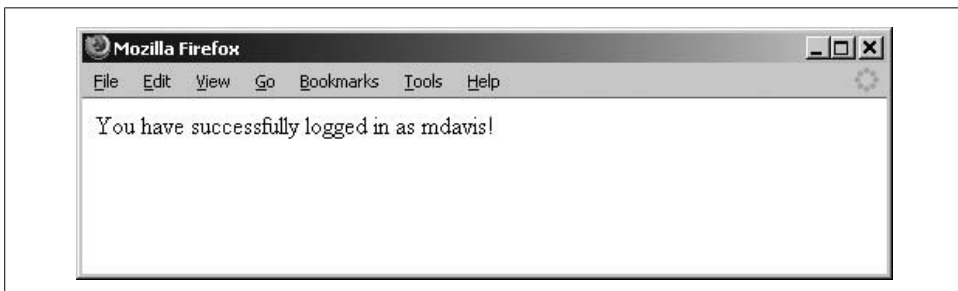 Mozilla Firefox
File Edit View Go Bookmarks Tools Help
You have successfully logged in as mdavis!